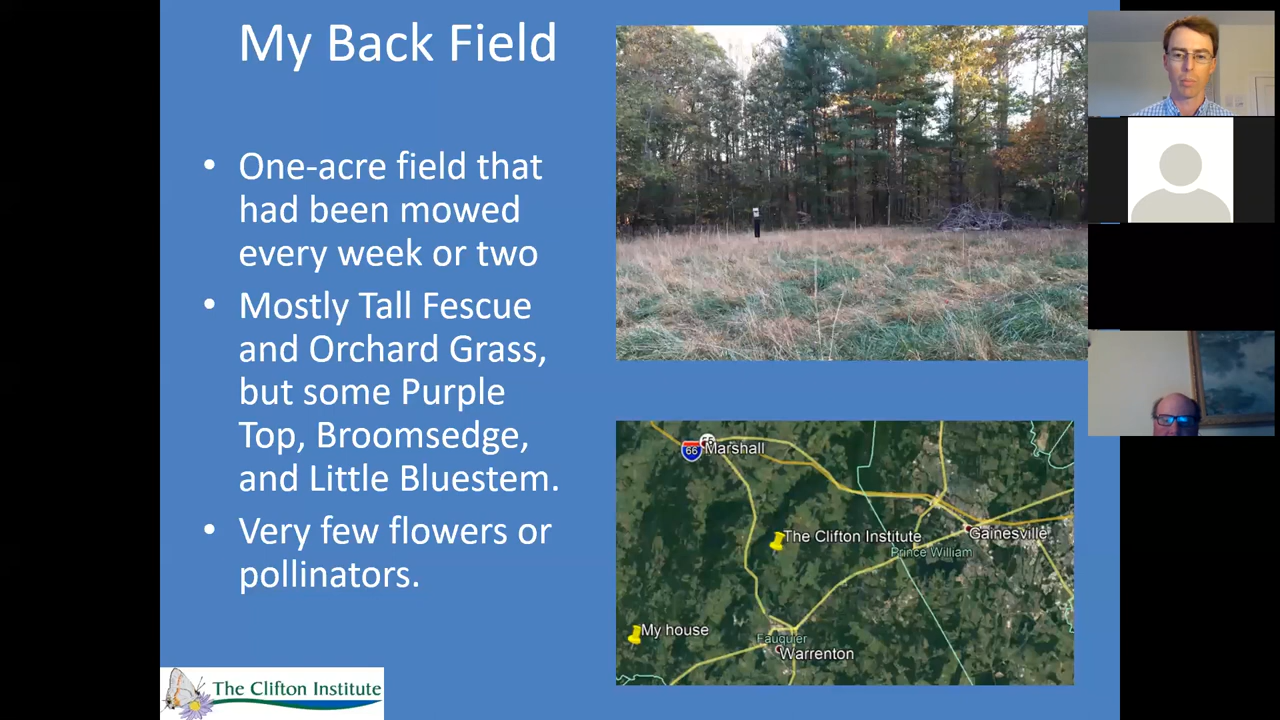 My Back Field
• One-acre field that
had been mowed
every week or two
• Mostly Tall Fescue
and Orchard Grass,
but some Purple
Top, Broomsedge,
and Little Bluestem.
• Very few flowers or
pollinators.
66
Marshall
The Clifton Institute
Gainesville
Prince William
My house
Fauquier
Warrenton
The Clifton Institute